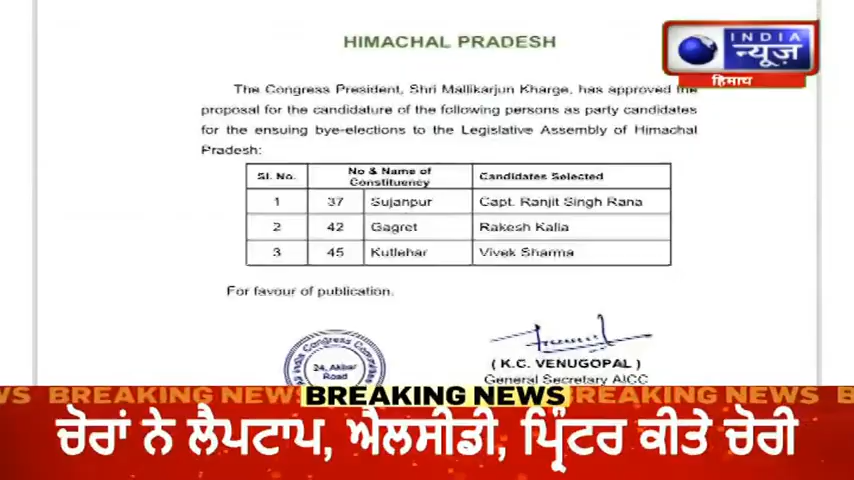 HIMACHAL PRADESH
INDIA
न्यूज़
हिमाचल
The Congress President, Shri Mallikarjun Kharge, has approved the
proposal for the candidature of the following persons as party candidates
for the ensuing bye-elections to the Legislative Assembly of Himachal
Pradesh:
Sl. No. No & Name of Constituency Candidates Selected
1 37 Sujanpur Capt. Ranjit Singh Rana
2 42 Gagret Rakesh Kalia
3 45 Kutlehar Vivek Sharma
For favour of publication.
India Congress Committee
24, Akbar
Road
( K.C. VENUGOPAL )
General Secretary AICC
WS BREAKING NEWS BREAKING NEWS BREAKING NEWS
ਚੋਰਾਂ ਨੇ ਲੈਪਟਾਪ, ਐਲਸੀਡੀ, ਪ੍ਰਿੰਟਰ ਕੀਤੇ ਚੋਰੀ